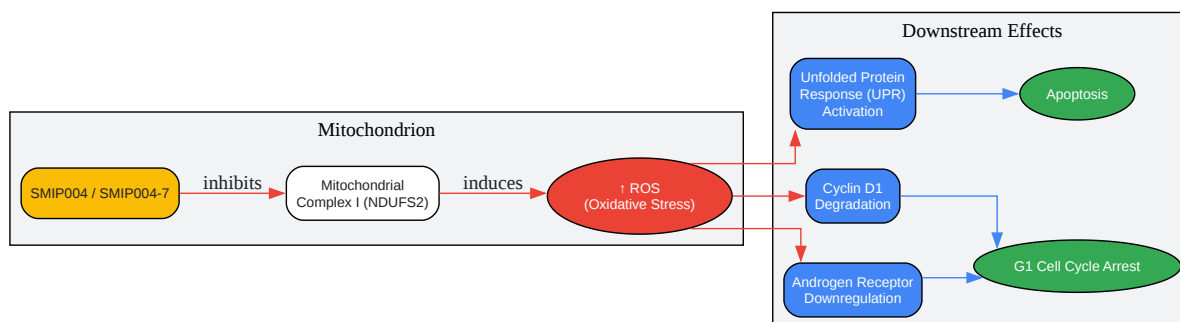 Mitochondrion
SMIP004 / SMIP004-7
inhibits
Mitochondrial
Complex I (NDUFS2)
induces
↑ ROS
(Oxidative Stress)
Downstream Effects
Unfolded Protein
Response (UPR)
Activation
Apoptosis
Cyclin D1
Degradation
Androgen Receptor
Downregulation
G1 Cell Cycle Arrest